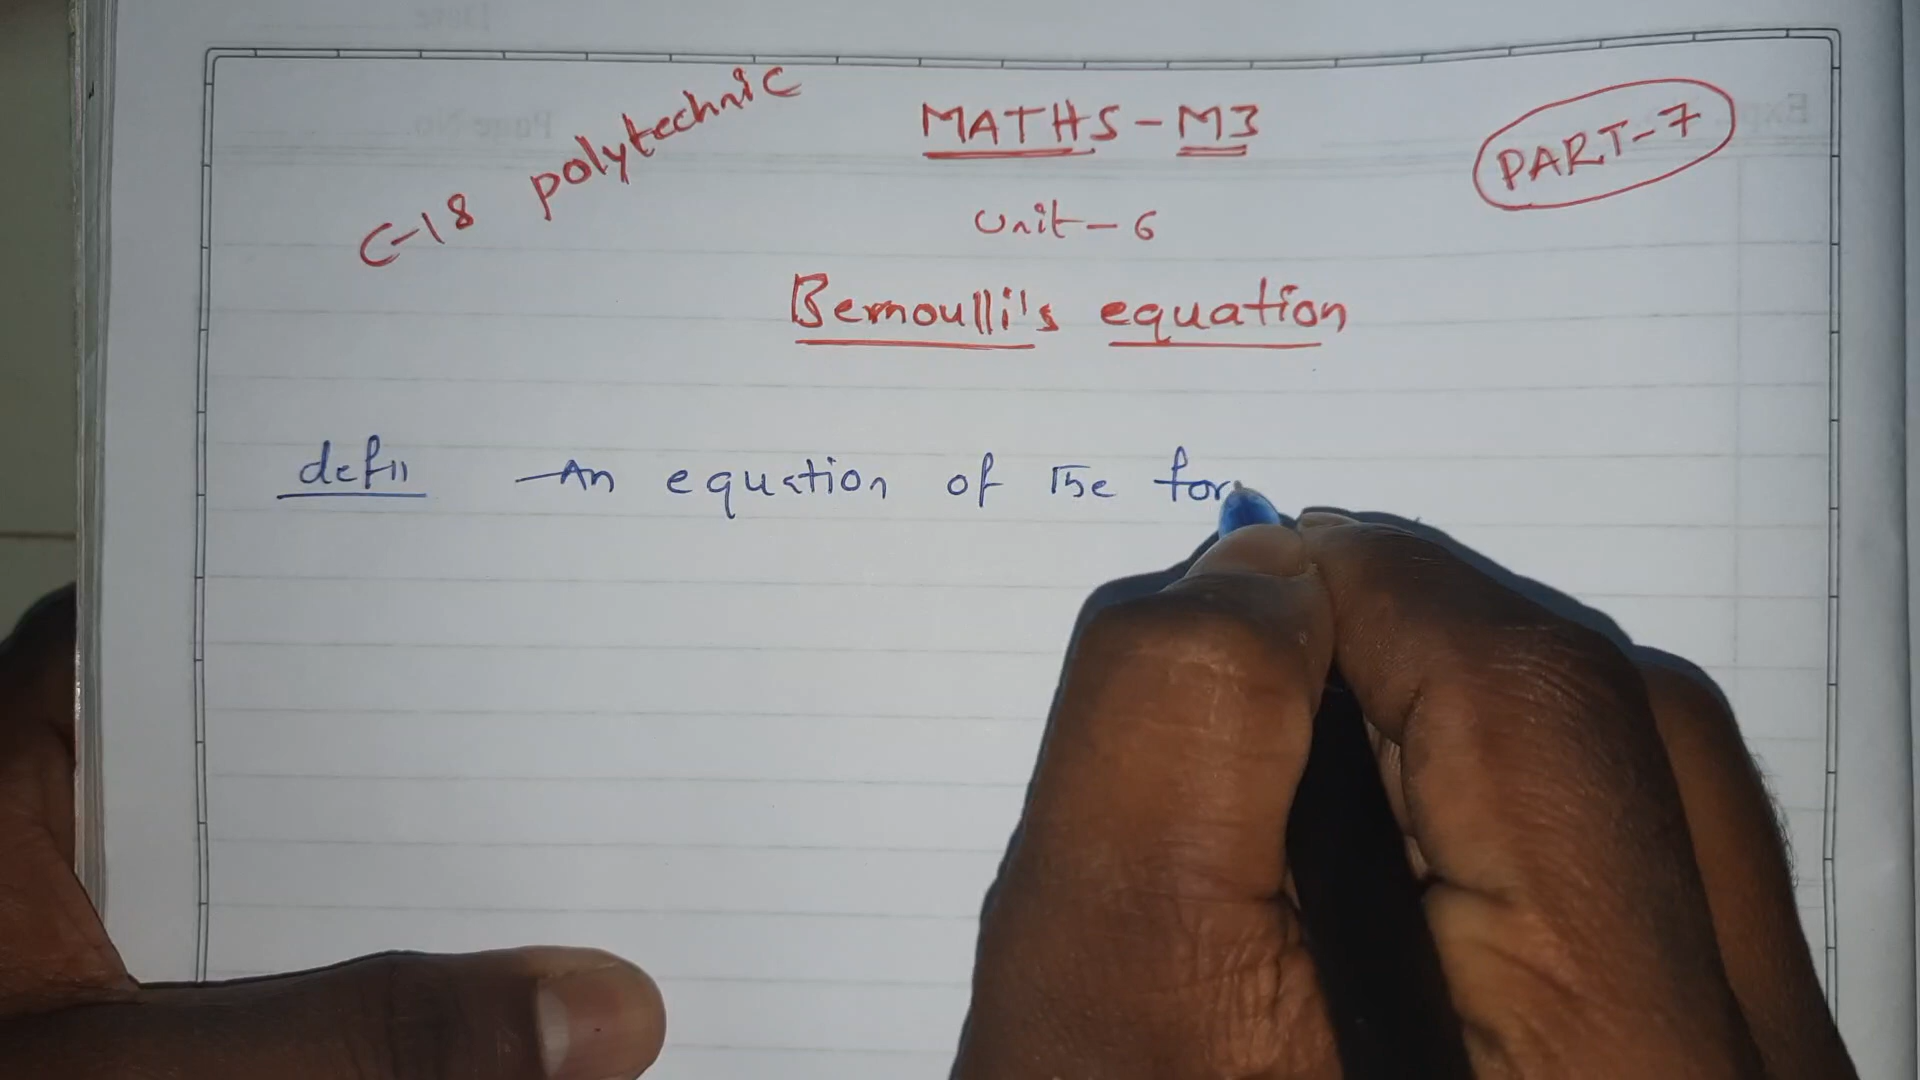 C-18 polytechnic
MATHS - M3
PART-7
Unit - 6
Bernoulli's equation
defn An equation of the for